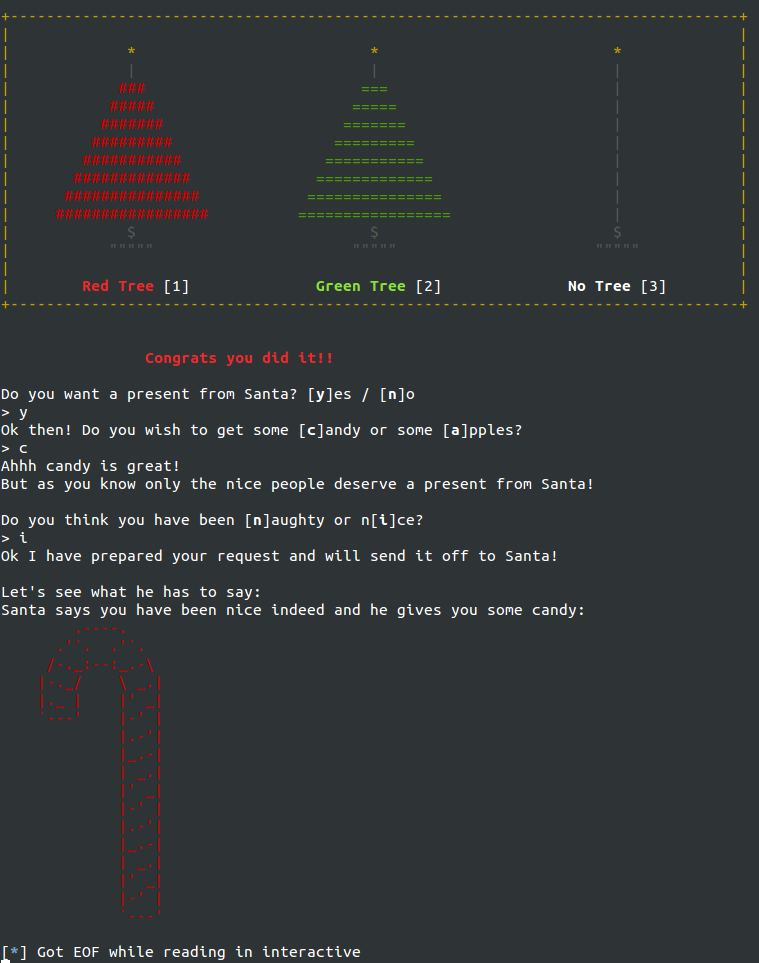 +---------------------------------------------------------------------------------+
* * *
| | |
### === |
##### ===== |
####### ======= |
######### ========= |
########### =========== |
############# ============= |
############### =============== |
################# ================= |
$ $ $
""""" """"" """""
Red Tree [1] Green Tree [2] No Tree [3]
+---------------------------------------------------------------------------------+
Congrats you did it!!
Do you want a present from Santa? [y]es / [n]o
> y
Ok then! Do you wish to get some [c]andy or some [a]pples?
> c
Ahhh candy is great!
But as you know only the nice people deserve a present from Santa!
Do you think you have been [n]aughty or n[i]ce?
> i
Ok I have prepared your request and will send it off to Santa!
Let's see what he has to say:
Santa says you have been nice indeed and he gives you some candy:
[*] Got EOF while reading in interactive